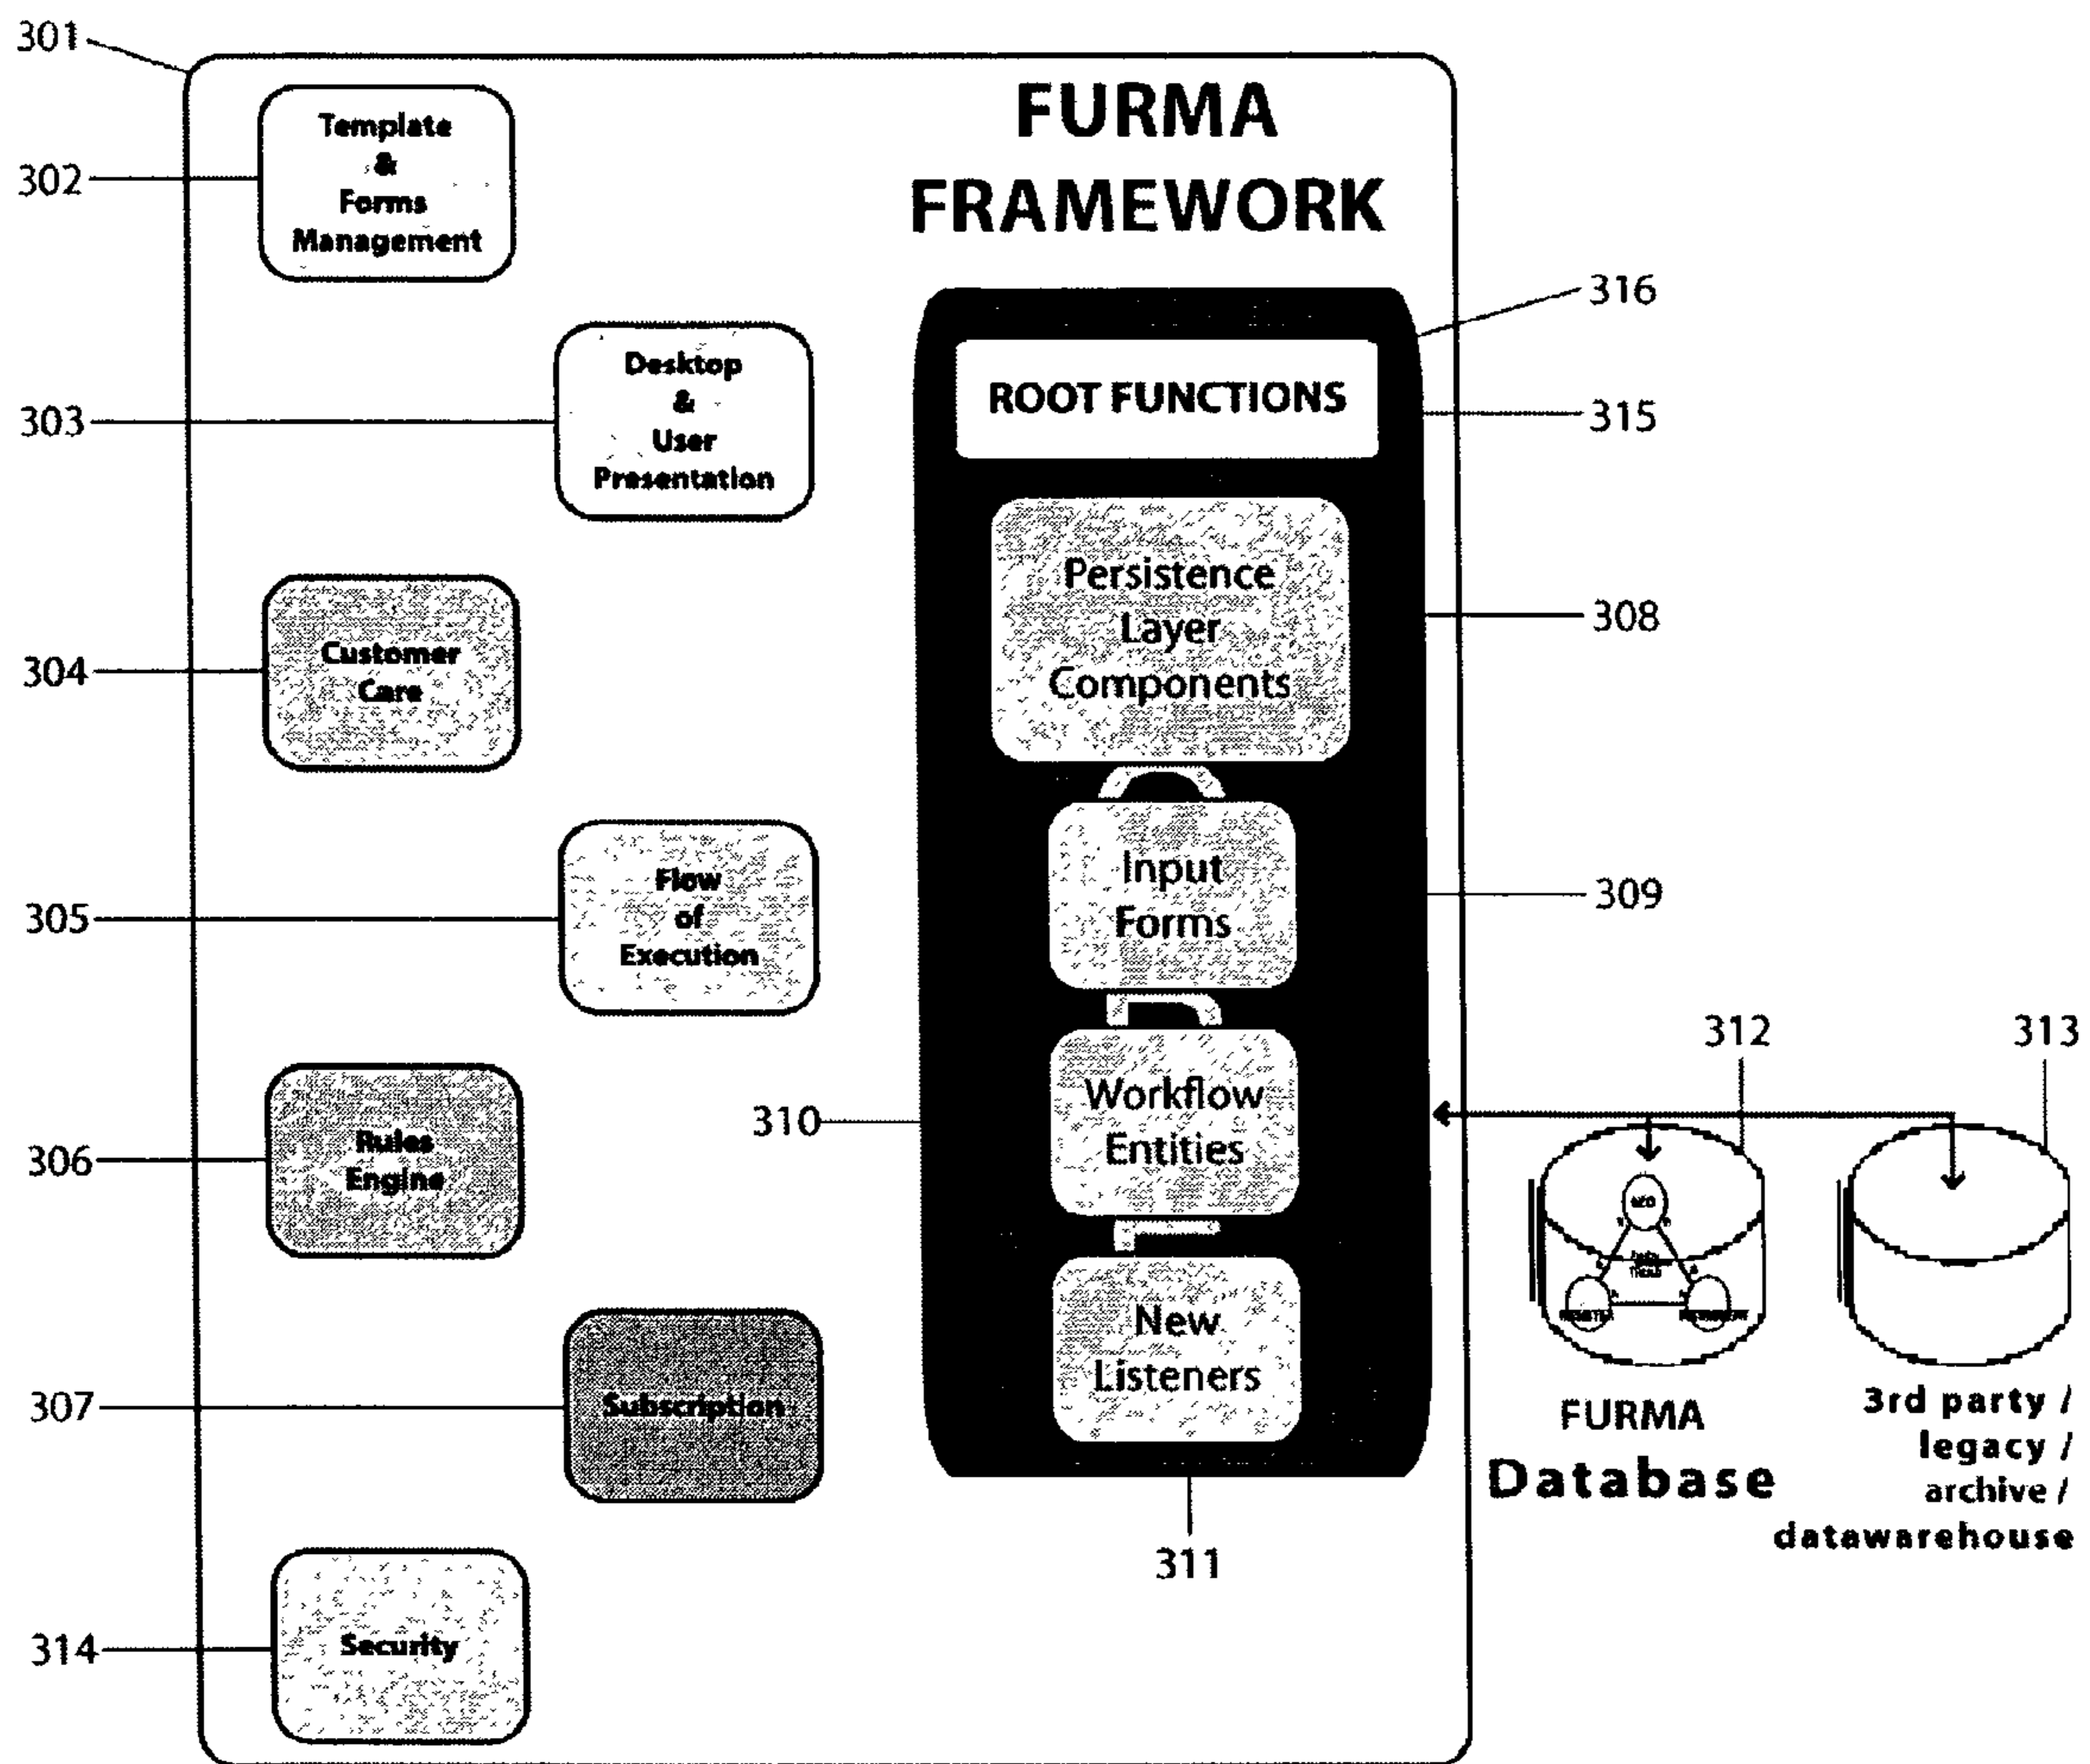 301
FURMA
FRAMEWORK
Template
&
Forms
Management
302
316
ROOT FUNCTIONS
315
Desktop
&
User
Presentation
303
Persistence
Layer
Components
308
Customer
Care
304
Input
Forms
309
Flow
of
Execution
305
312
313
Workflow
Entities
310
Rules
Engine
306
New
Listeners
Subscription
307
FURMA
Database
3rd party /
legacy /
archive /
datawarehouse
311
Security
314